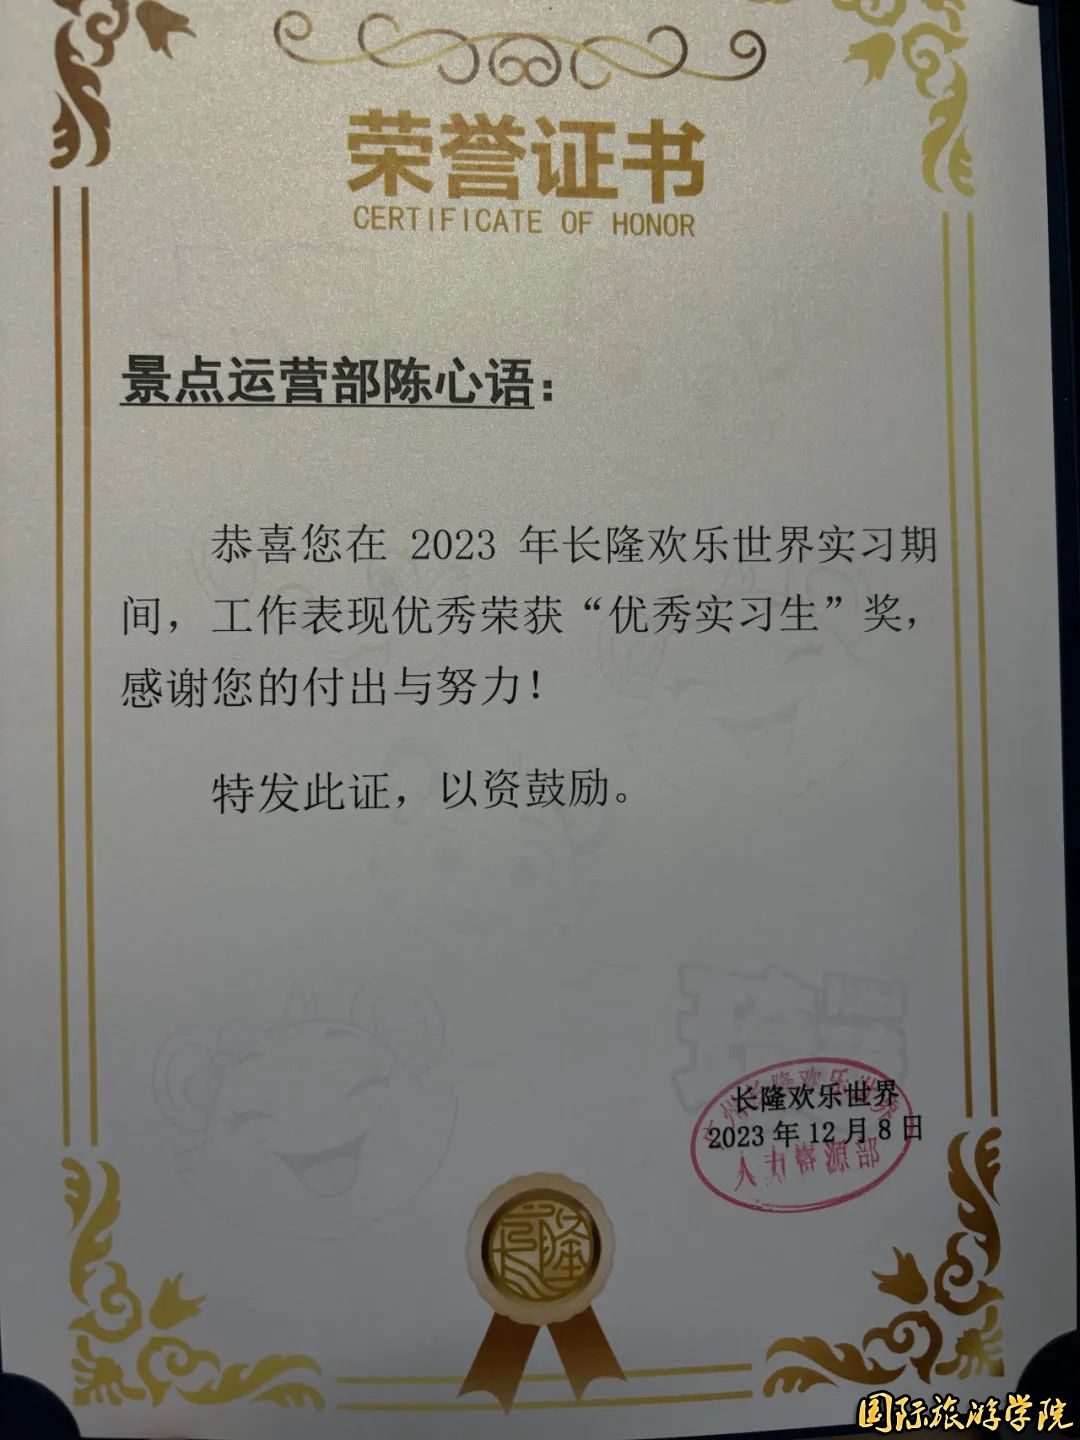 荣誉证书
CERTIFICATE OF HONOR
景点运营部陈心语：
恭喜您在 2023 年长隆欢乐世界实习期
间，工作表现优秀荣获“优秀实习生”奖，
感谢您的付出与努力！
特发此证，以资鼓励。
长隆欢乐世界
2023 年 12 月 8 日
人力资源部
长隆
国际旅游学院